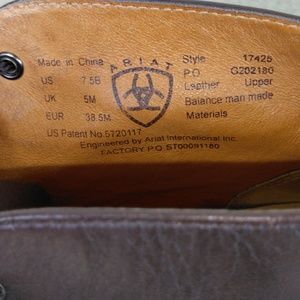 Made in China
US 7.5B
UK 5M
EUR 38.5M
US Patent No.5720117
ARIAT
Style 17425
P.O G202180
Leather Upper
Balance man made
Materials
Engineered by Ariat International Inc
FACTORY P.O. ST00091180